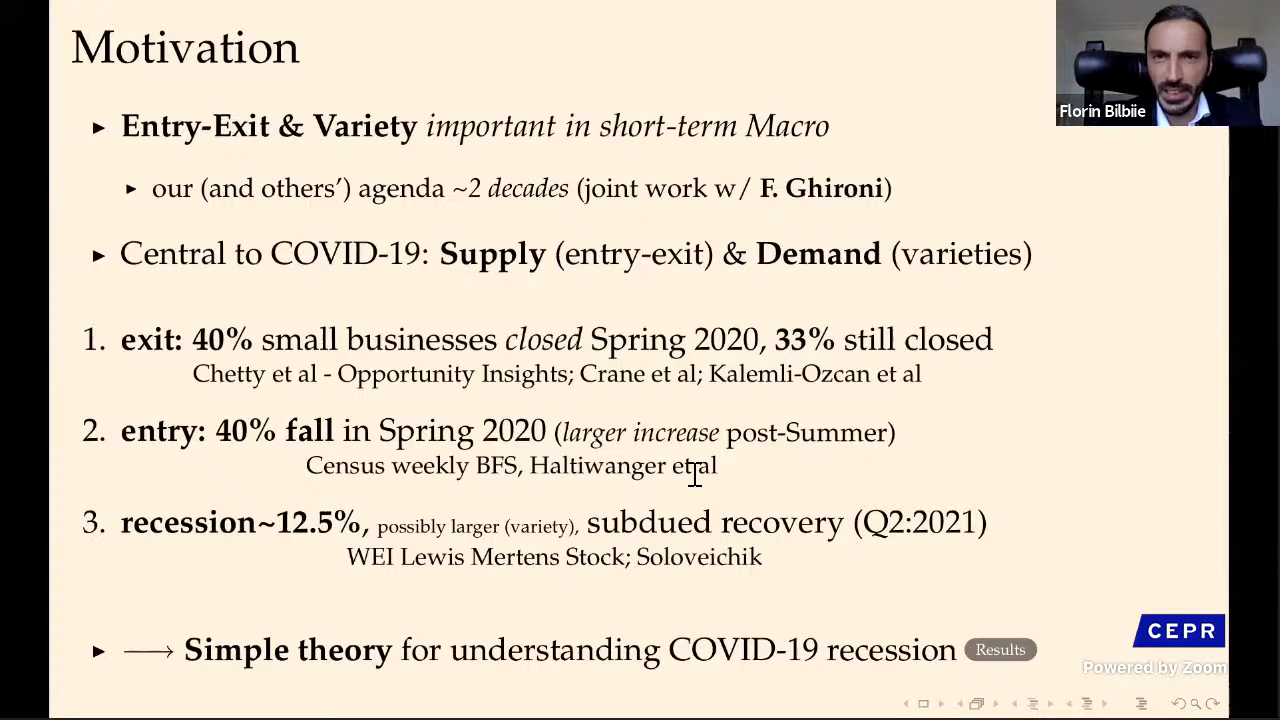 Motivation
Florin Bilbiie
▸ Entry-Exit & Variety important in short-term Macro
▸ our (and others’) agenda ~2 decades (joint work w/ F. Ghironi)
▸ Central to COVID-19: Supply (entry-exit) & Demand (varieties)
1. exit: 40% small businesses closed Spring 2020, 33% still closed
Chetty et al - Opportunity Insights; Crane et al; Kalemli-Ozcan et al
2. entry: 40% fall in Spring 2020 (larger increase post-Summer)
Census weekly BFS, Haltiwanger et al
3. recession~12.5%, possibly larger (variety), subdued recovery (Q2:2021)
WEI Lewis Mertens Stock; Soloveichik
▸ ⟶ Simple theory for understanding COVID-19 recession Results
CEPR
Powered by Zoom